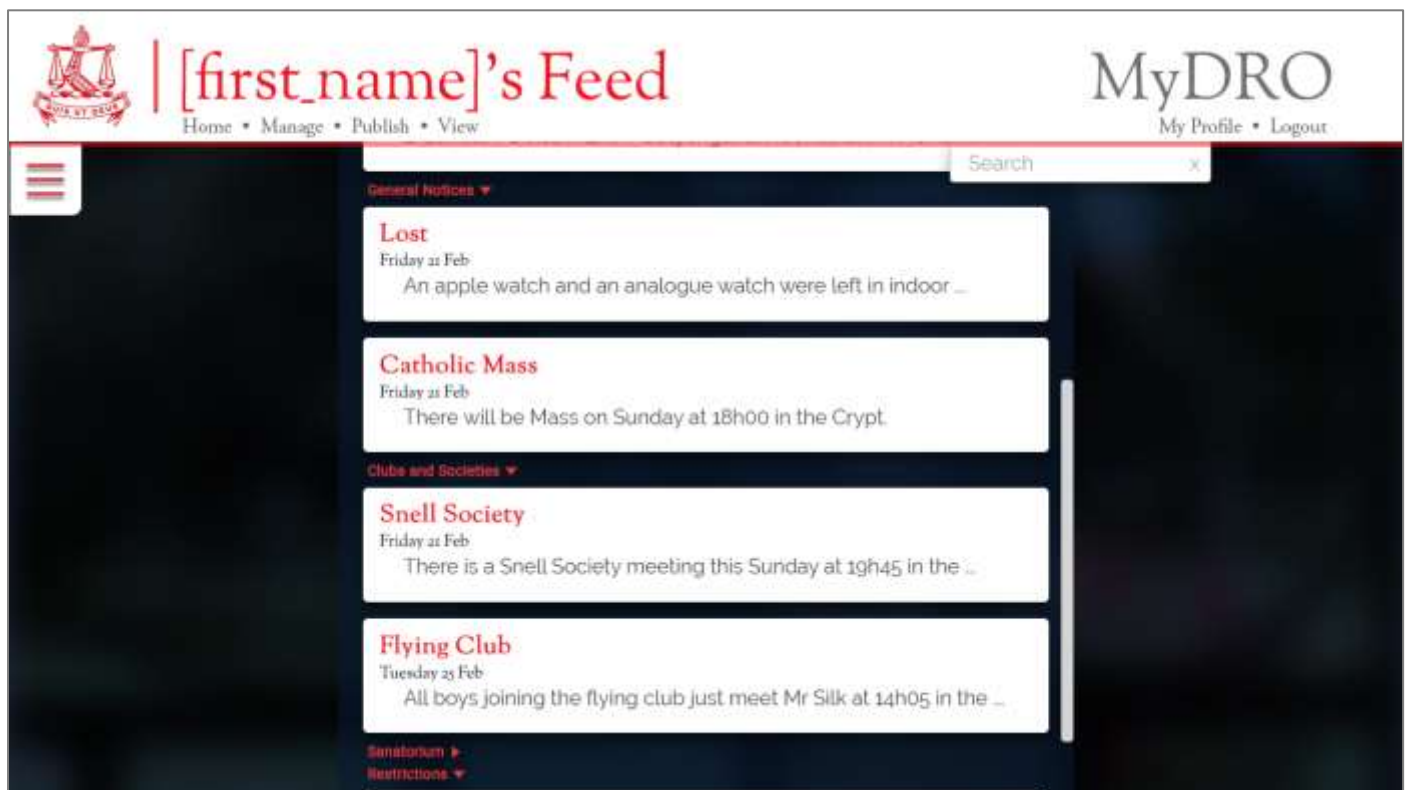 [first_name]'s Feed
MyDRO
Home • Manage • Publish • View
My Profile • Logout
Search x
General Notices ▼
Lost
Friday 21 Feb
An apple watch and an analogue watch were left in indoor ...
Catholic Mass
Friday 21 Feb
There will be Mass on Sunday at 18h00 in the Crypt.
Clubs and Societies ▼
Snell Society
Friday 21 Feb
There is a Snell Society meeting this Sunday at 19h45 in the ...
Flying Club
Tuesday 25 Feb
All boys joining the flying club just meet Mr Silk at 14h05 in the ...
Sanatorium ▶
Restrictions ▼